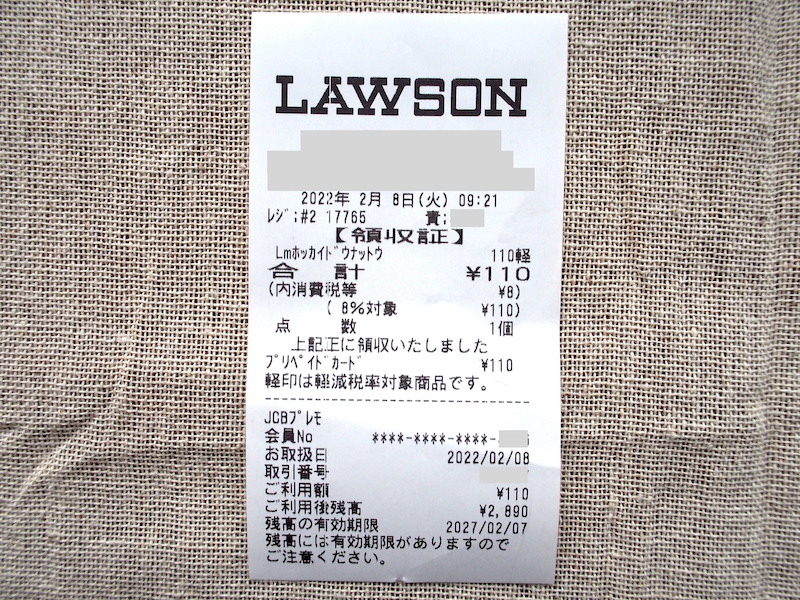 LAWSON
2022年 2月 8日(火) 09:21
ﾚｼﾞ;#2 17765 責;
【領収証】
Lmﾎｯｶｲﾄﾞｳﾅｯﾄｳ 110軽
合 計 ¥110
(内消費税等 ¥8)
( 8%対象 ¥110)
点 数 1個
上記正に領収いたしました
ﾌﾟﾘﾍﾟｲﾄﾞｶｰﾄﾞ ¥110
軽印は軽減税率対象商品です。
JCBﾌﾟﾚﾓ
会員No ****-****-****-
お取扱日 2022/02/08
取引番号
ご利用額 ¥110
ご利用後残高 ¥2,890
残高の有効期限 2027/02/07
残高には有効期限がありますので
ご注意ください。